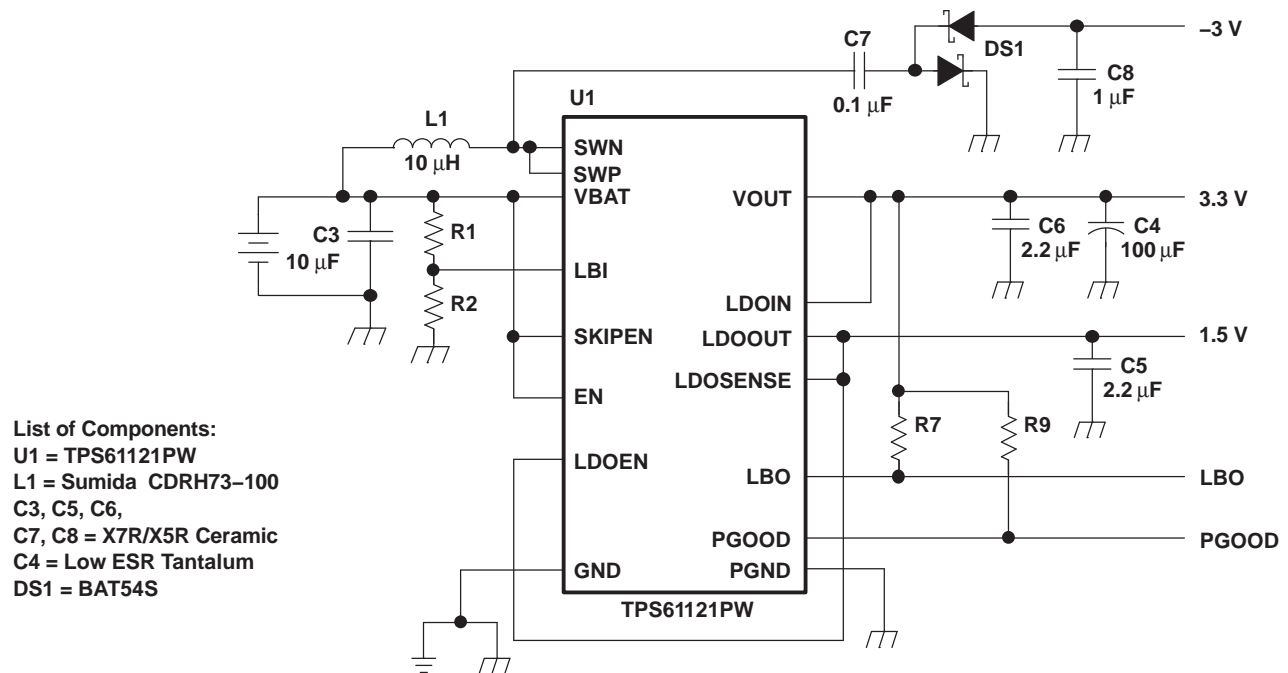 –3 V
C7
DS1
C8
0.1 μF
1 μF
U1
L1
10 μH
SWN
SWP
VBAT
VOUT
3.3 V
C3
R1
C6
C4
10 μF
2.2 μF
100 μF
LBI
R2
LDOIN
SKIPEN
LDOOUT
1.5 V
LDOSENSE
C5
2.2 μF
EN
R7
R9
List of Components:
U1 = TPS61121PW
L1 = Sumida CDRH73–100
C3, C5, C6,
C7, C8 = X7R/X5R Ceramic
C4 = Low ESR Tantalum
DS1 = BAT54S
LDOEN
LBO
LBO
PGOOD
PGOOD
GND
PGND
TPS61121PW